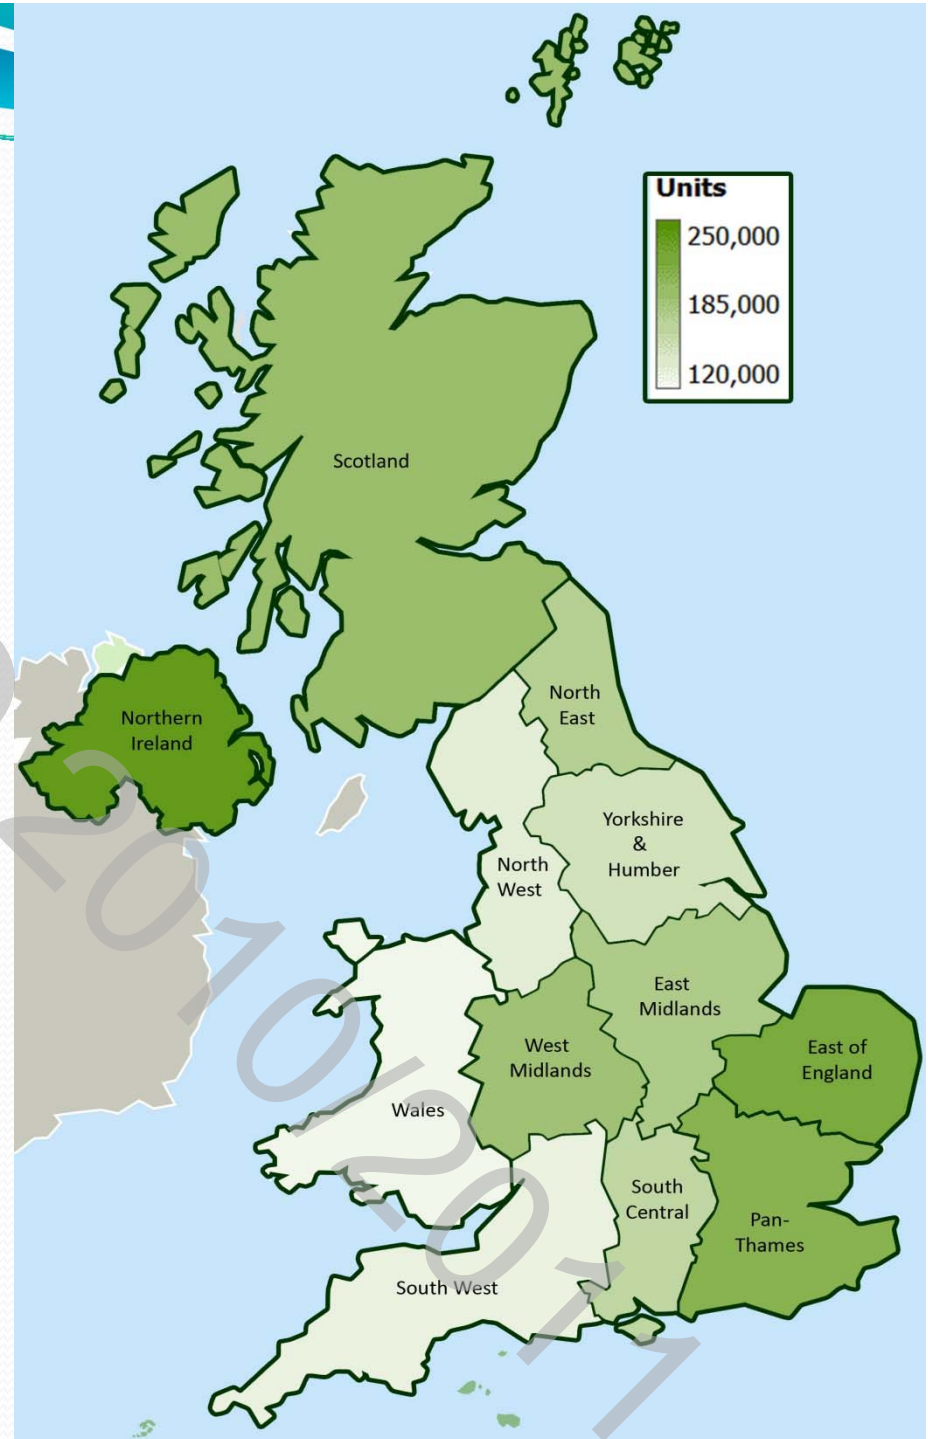 Units
250,000
185,000
120,000
Scotland
Northern
Ireland
North
East
Yorkshire
&
Humber
North
West
East
Midlands
West
Midlands
East of
England
Wales
South
Central
Pan-
Thames
South West
2010/2011